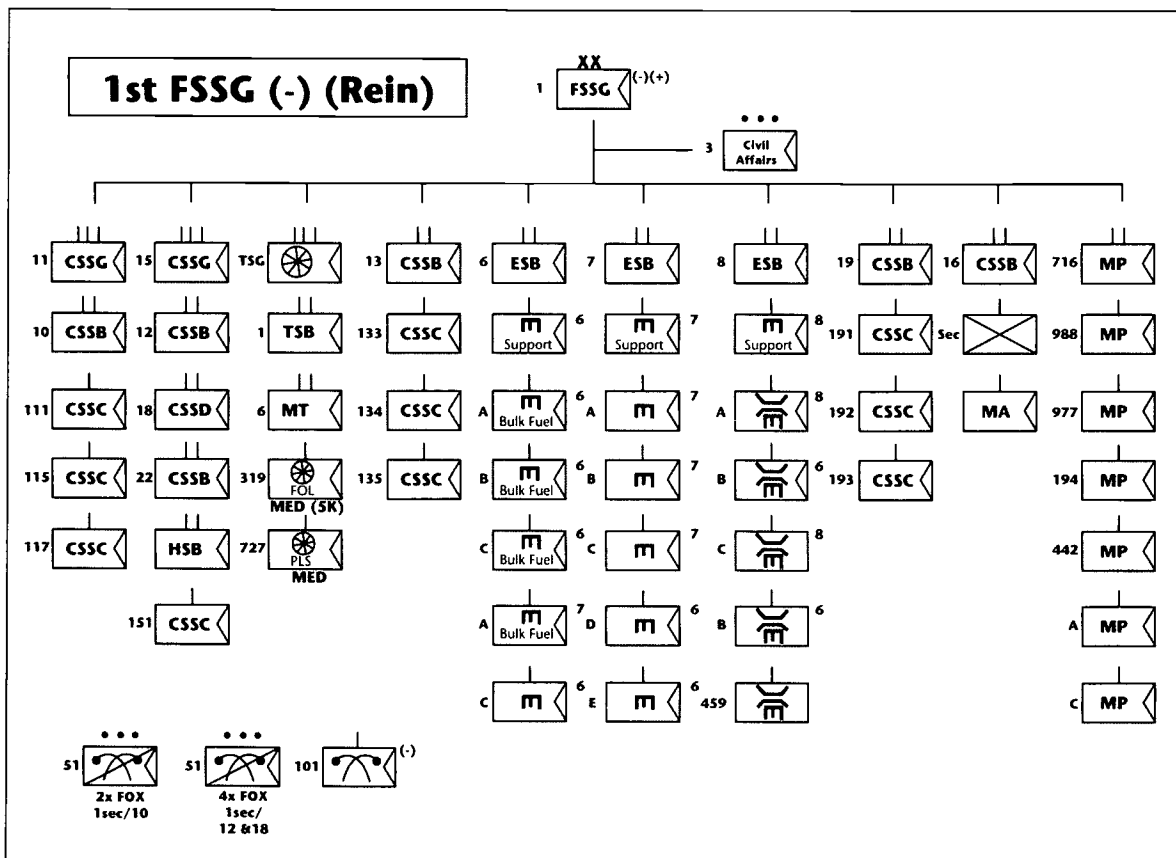 1st FSSG (-) (Rein)
XX
1 FSSG (-)(+)
3 Civil Affairs
11 CSSG 15 CSSG TSG 13 CSSB 6 ESB 7 ESB 8 ESB 19 CSSB 16 CSSB 716 MP
10 CSSB 12 CSSB 1 TSB 133 CSSC Support 6 Support 7 Support 8 191 CSSC Sec 988 MP
111 CSSC 18 CSSD 6 MT 134 CSSC A Bulk Fuel 6 A 7 A 8 192 CSSC MA 977 MP
115 CSSC 22 CSSB 319 FOL 135 CSSC B Bulk Fuel 6 B 7 B 6 193 CSSC 194 MP
MED (5K)
117 CSSC HSB 727 PLS C Bulk Fuel 6 C 7 C 8 442 MP
MED
151 CSSC A Bulk Fuel 7 D 6 B 6 A MP
C 6 E 6 459 C MP
51 51 101 (-)
2x FOX 4x FOX
1sec/10 1sec/
12 &18